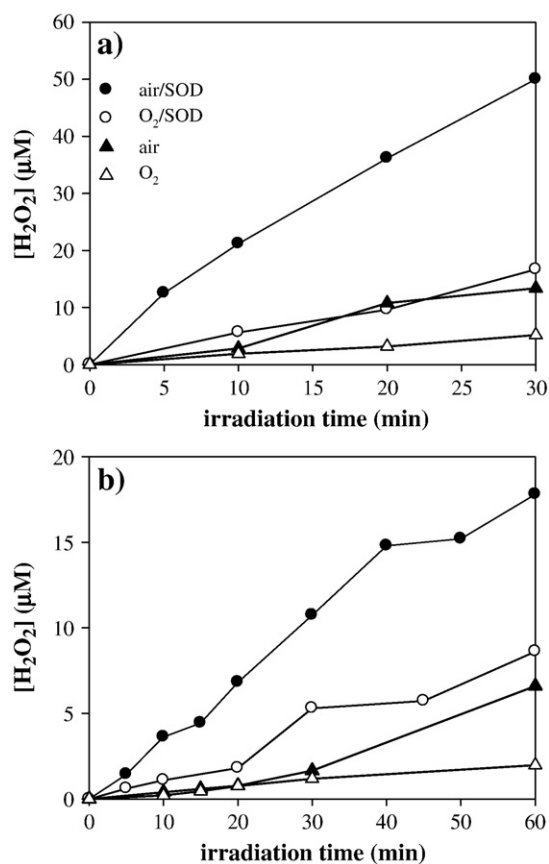 a)
60
50
40
30
20
10
0
[H₂O₂] (μM)
air/SOD
O₂/SOD
air
O₂
0 5 10 15 20 25 30
irradiation time (min)
b)
20
15
10
5
0
[H₂O₂] (μM)
0 10 20 30 40 50 60
irradiation time (min)